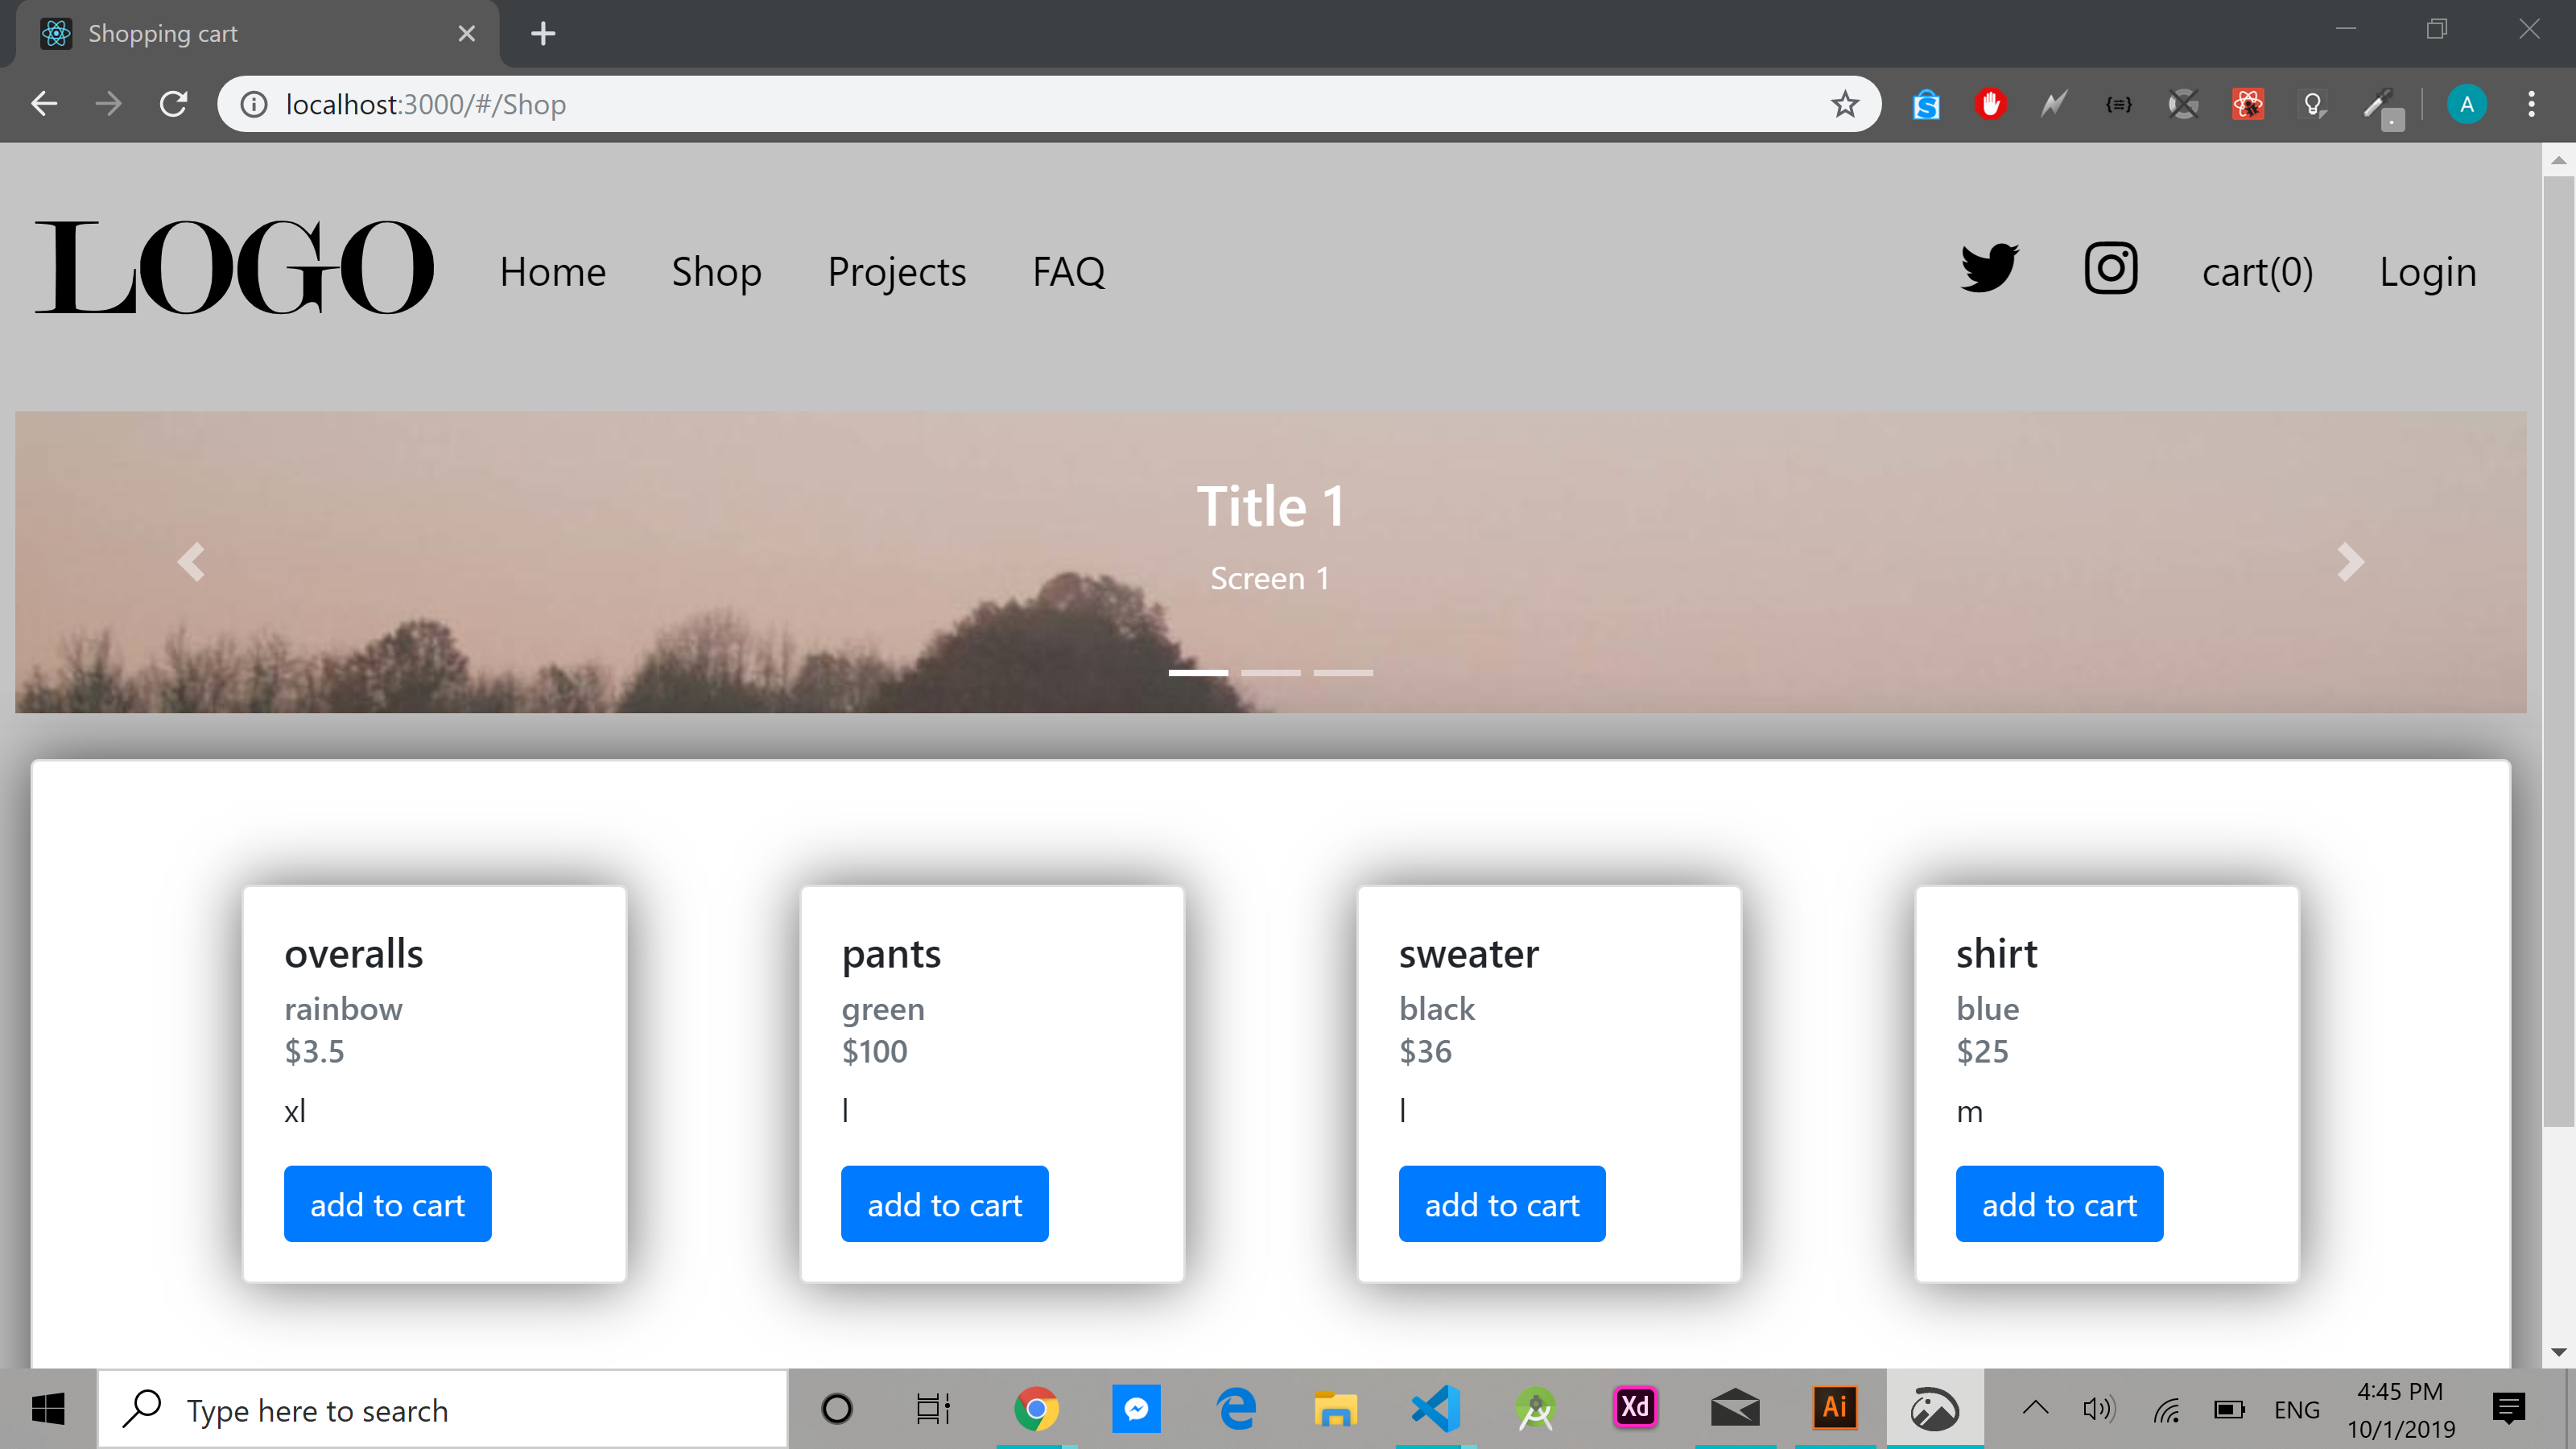 Shopping cart
localhost:3000/#/Shop
A
LOGO
Home Shop Projects FAQ
cart(0) Login
Title 1
Screen 1
overalls
rainbow
$3.5
xl
add to cart
pants
green
$100
l
add to cart
sweater
black
$36
l
add to cart
shirt
blue
$25
m
add to cart
Type here to search
Xd
Ai
ENG
4:45 PM
10/1/2019